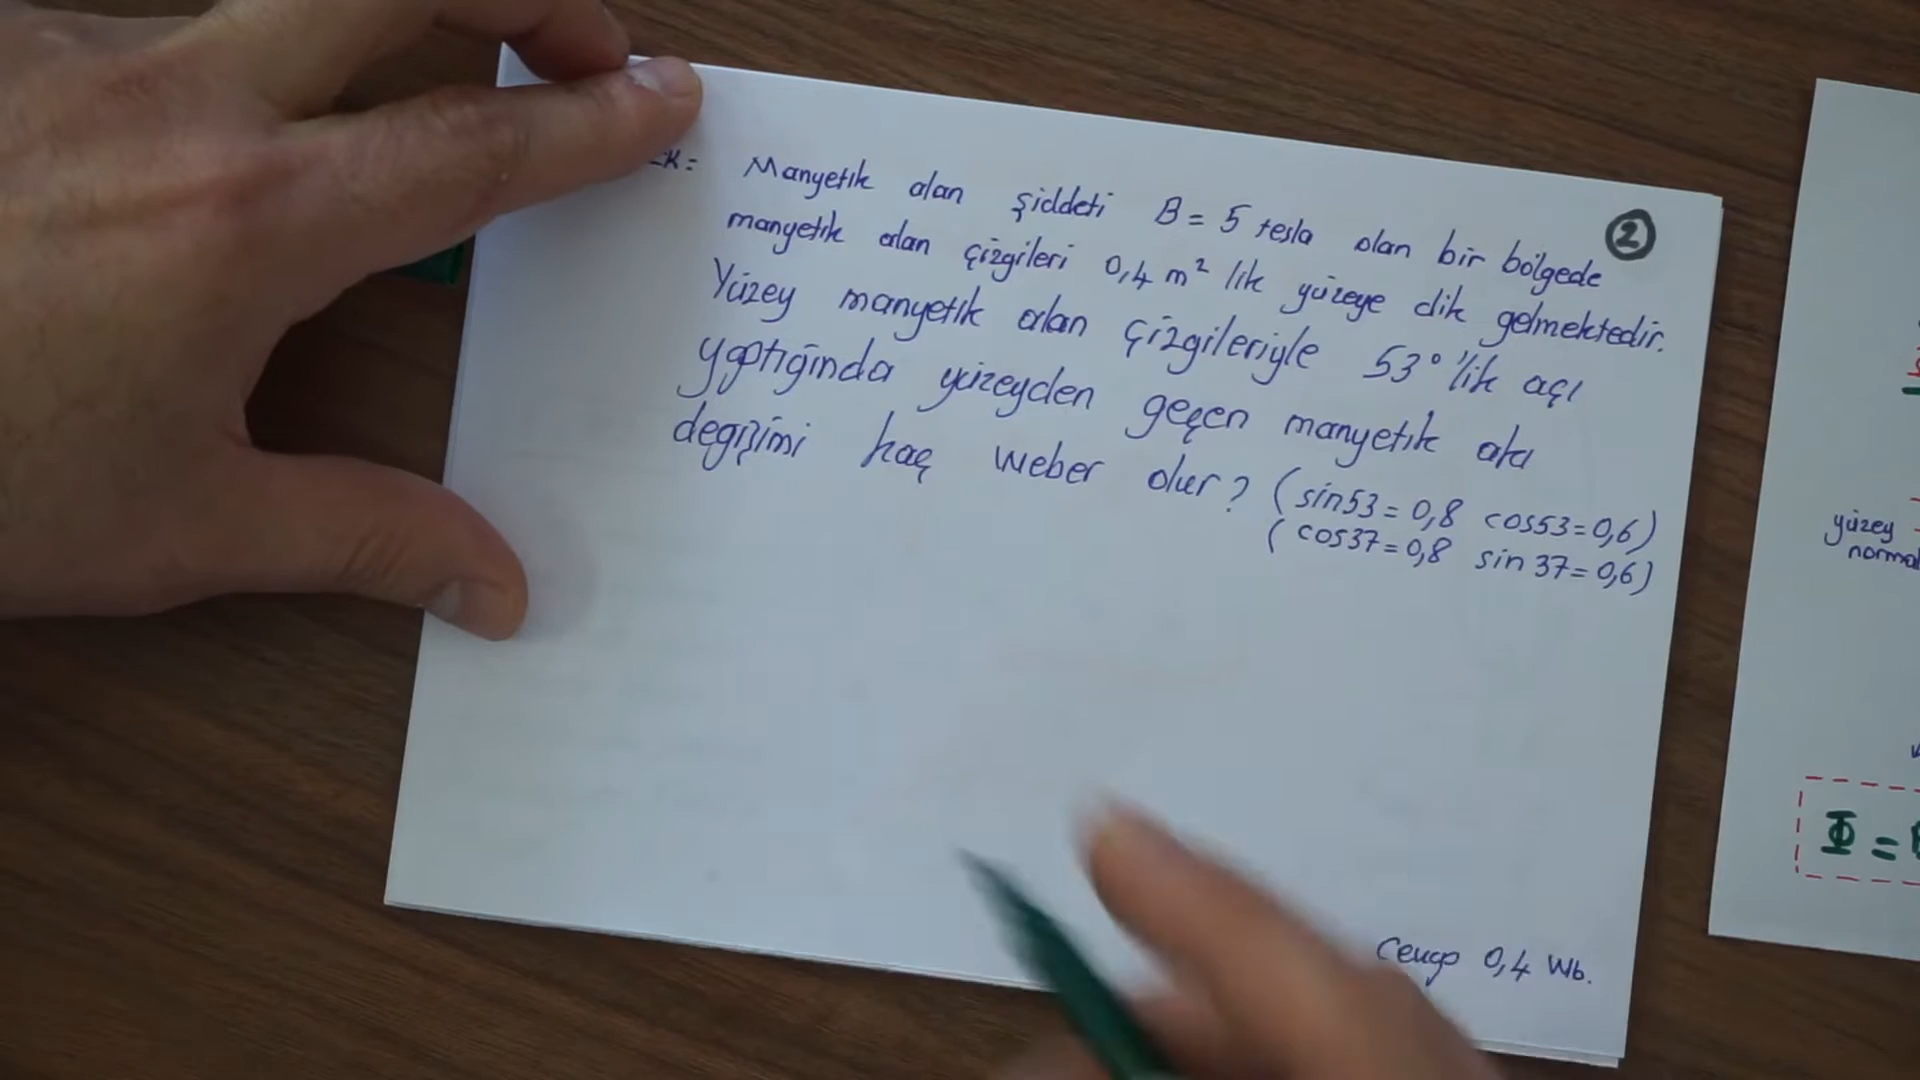 Manyetik alan şiddeti B = 5 tesla olan bir bölgede
manyetik alan çizgileri 0,4 m² lik yüzeye dik gelmektedir.
Yüzey manyetik alan çizgileriyle 53° 'lik açı
yaptığında yüzeyden geçen manyetik akı
değişimi kaç weber olur? (sin53 = 0,8 cos53 = 0,6)
(cos37 = 0,8 sin 37 = 0,6)
2
Cevap 0,4 Wb.
yüzey
Φ =